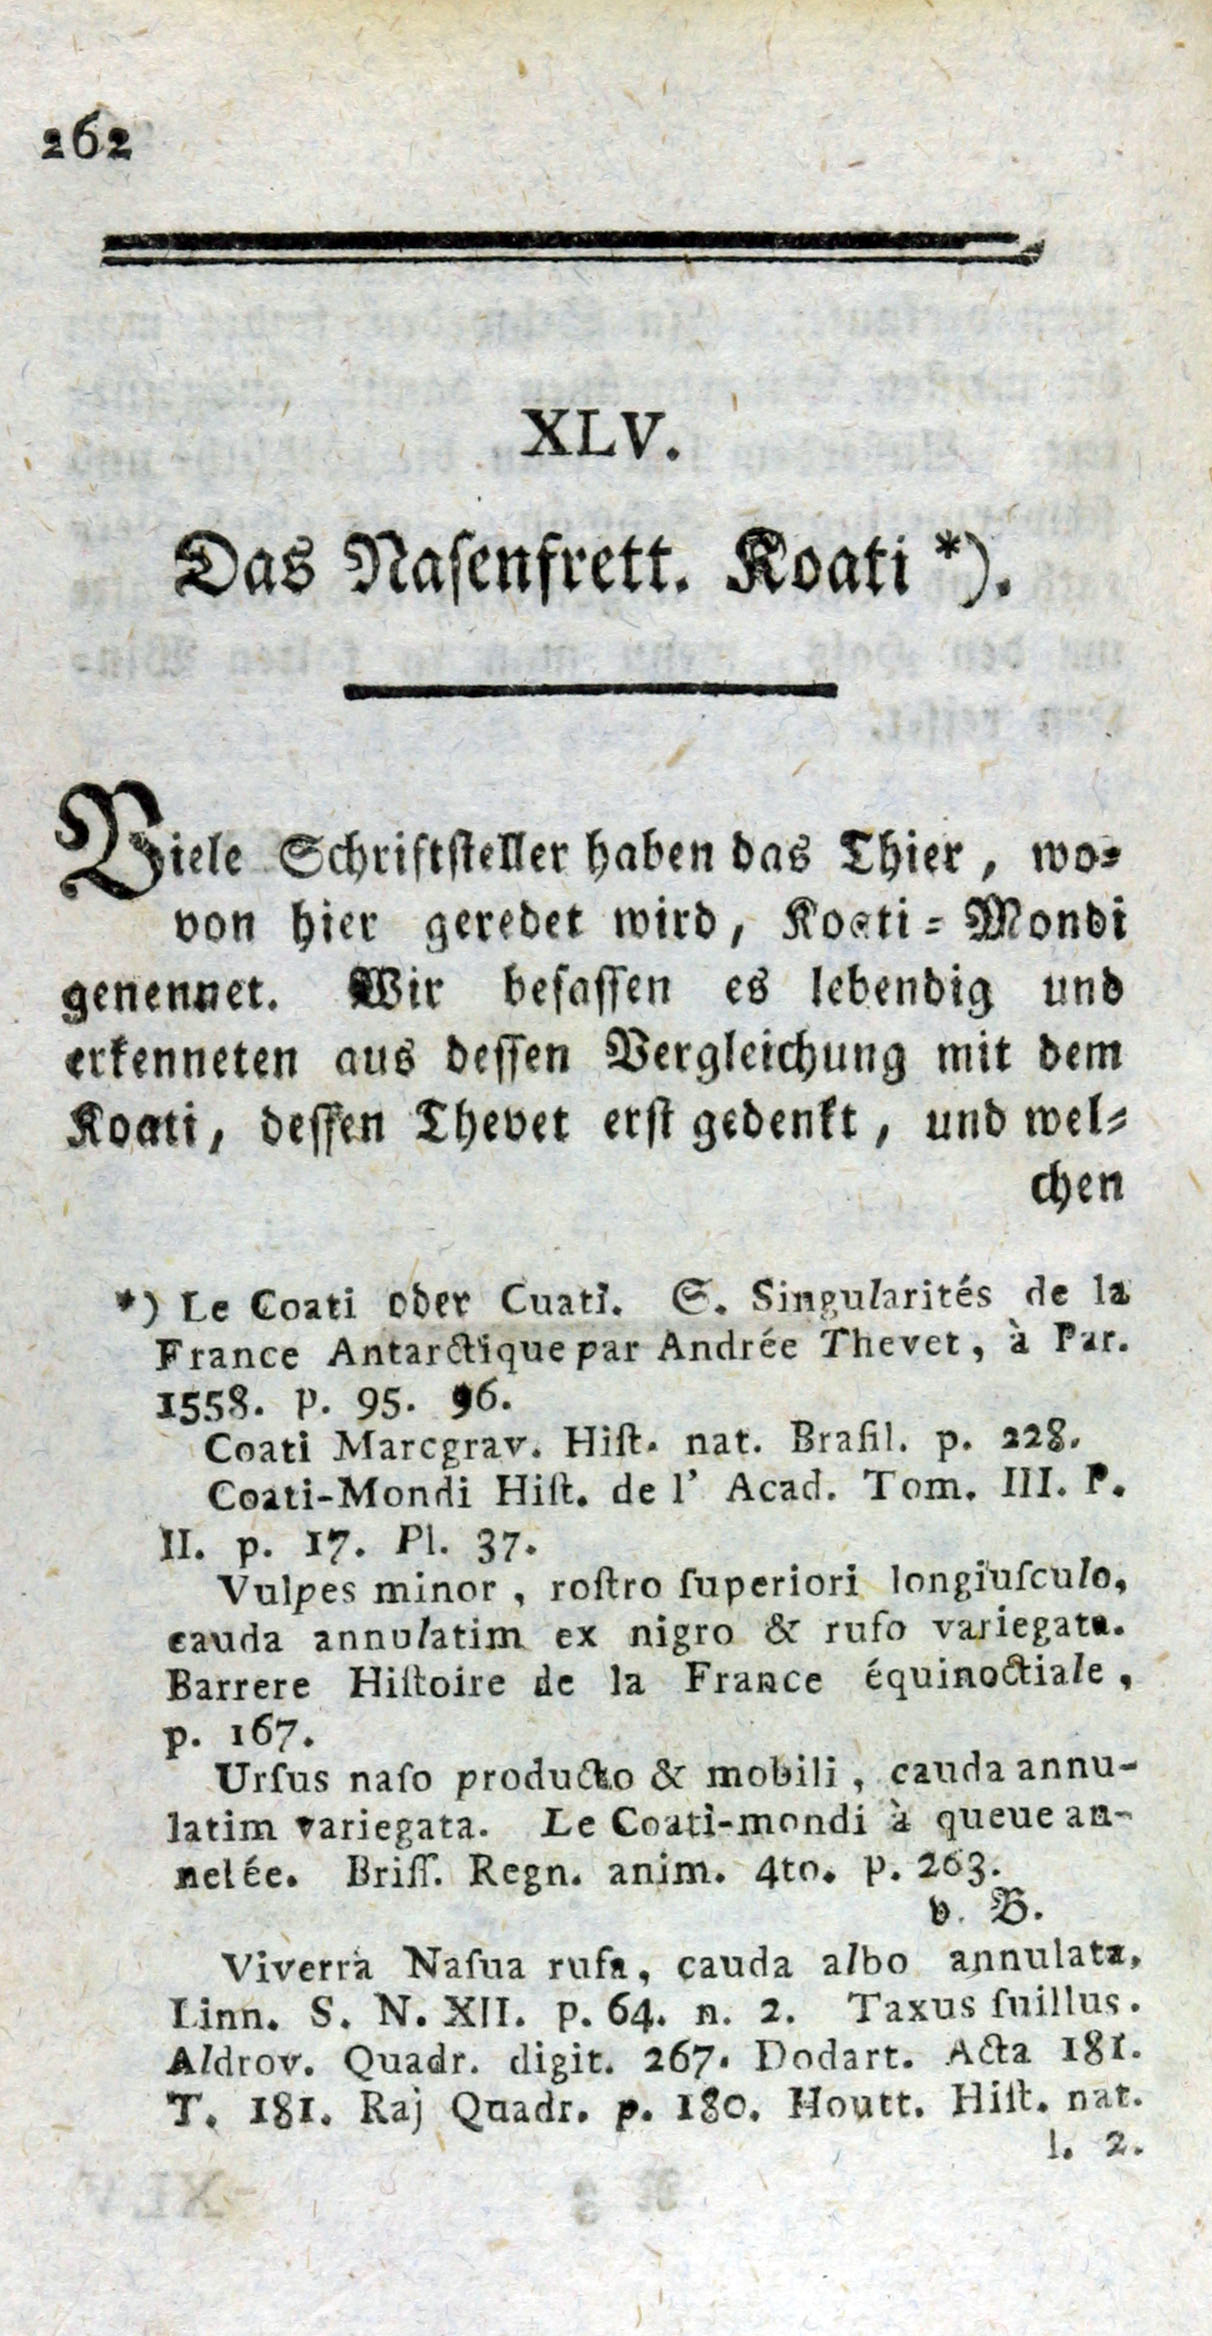 262
XLV.
Das Naſenfrett. Koati *).
Viele Schriftſteller haben das Thier, wo⸗
von hier geredet wird, Koati⸗Mondi
genennet. Wir beſaſſen es lebendig und
erkenneten aus deſſen Vergleichung mit dem
Koati, deſſen Thevet erſt gedenkt, und wel⸗
chen
*) Le Coati oder Cuati. S. Singularités de la
France Antarctique par Andrée Thevet, à Par.
1558. p. 95. 96.
Coati Marcgrav. Hiſt. nat. Braſil. p. 228.
Coati-Mondi Hiſt. de l' Acad. Tom. III. P.
II. p. 17. Pl. 37.
Vulpes minor, roſtro ſuperiori longiuſculo,
cauda annulatim ex nigro & rufo variegata.
Barrere Hiſtoire de la France équinoctiale,
p. 167.
Urſus naſo producto & mobili, cauda annu-
latim variegata. Le Coati-mondi à queue an-
nelée. Briſſ. Regn. anim. 4to. p. 263.
v. B.
Viverra Naſua rufa, cauda albo annulata,
Linn. S. N. XII. p. 64. n. 2. Taxus ſuillus.
Aldrov. Quadr. digit. 267. Dodart. Acta 181.
T. 181. Raj Quadr. p. 180. Houtt. Hiſt. nat.
l. 2.